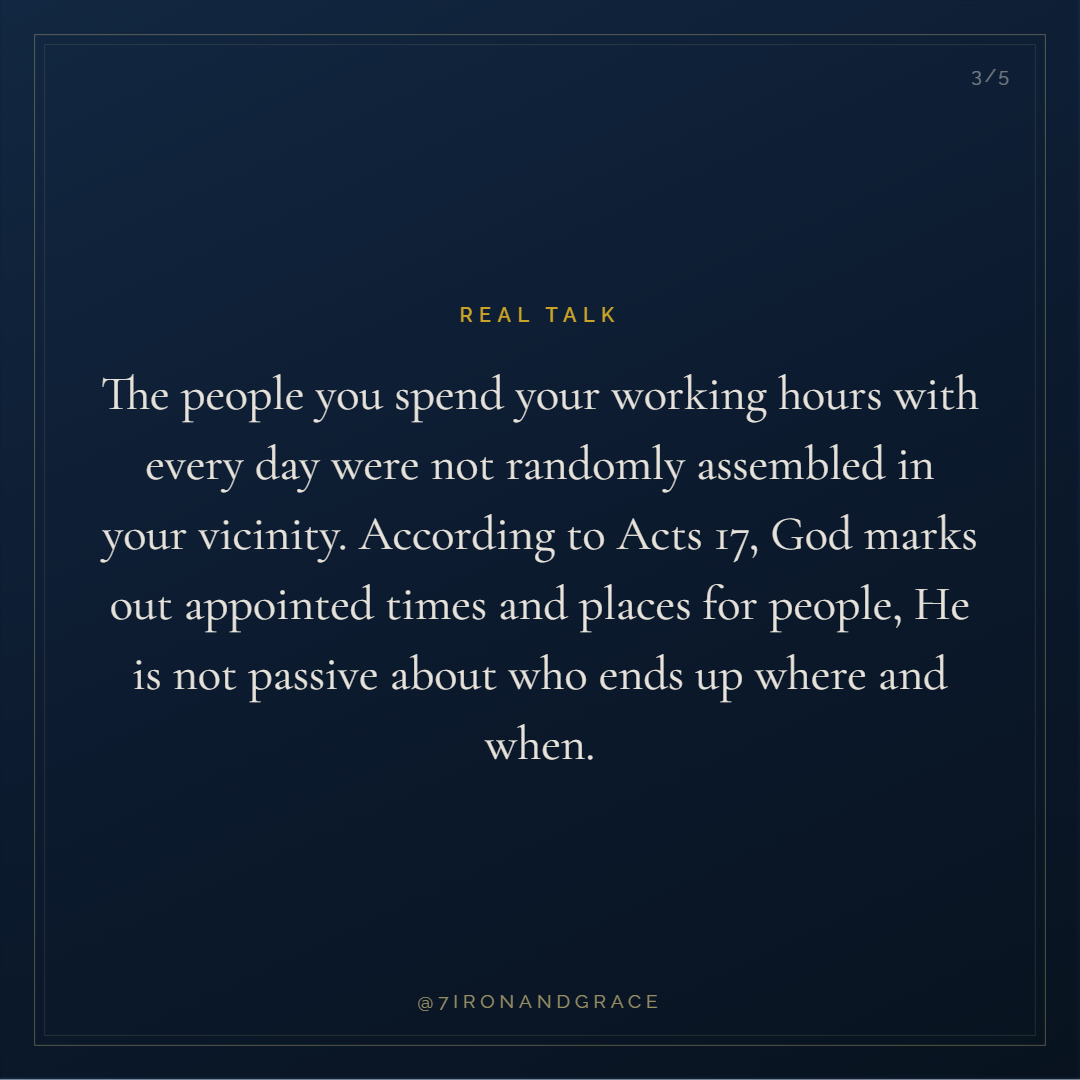 3/5
REAL TALK
The people you spend your working hours with
every day were not randomly assembled in
your vicinity. According to Acts 17, God marks
out appointed times and places for people, He
is not passive about who ends up where and
when.
@7IRONANDGRACE